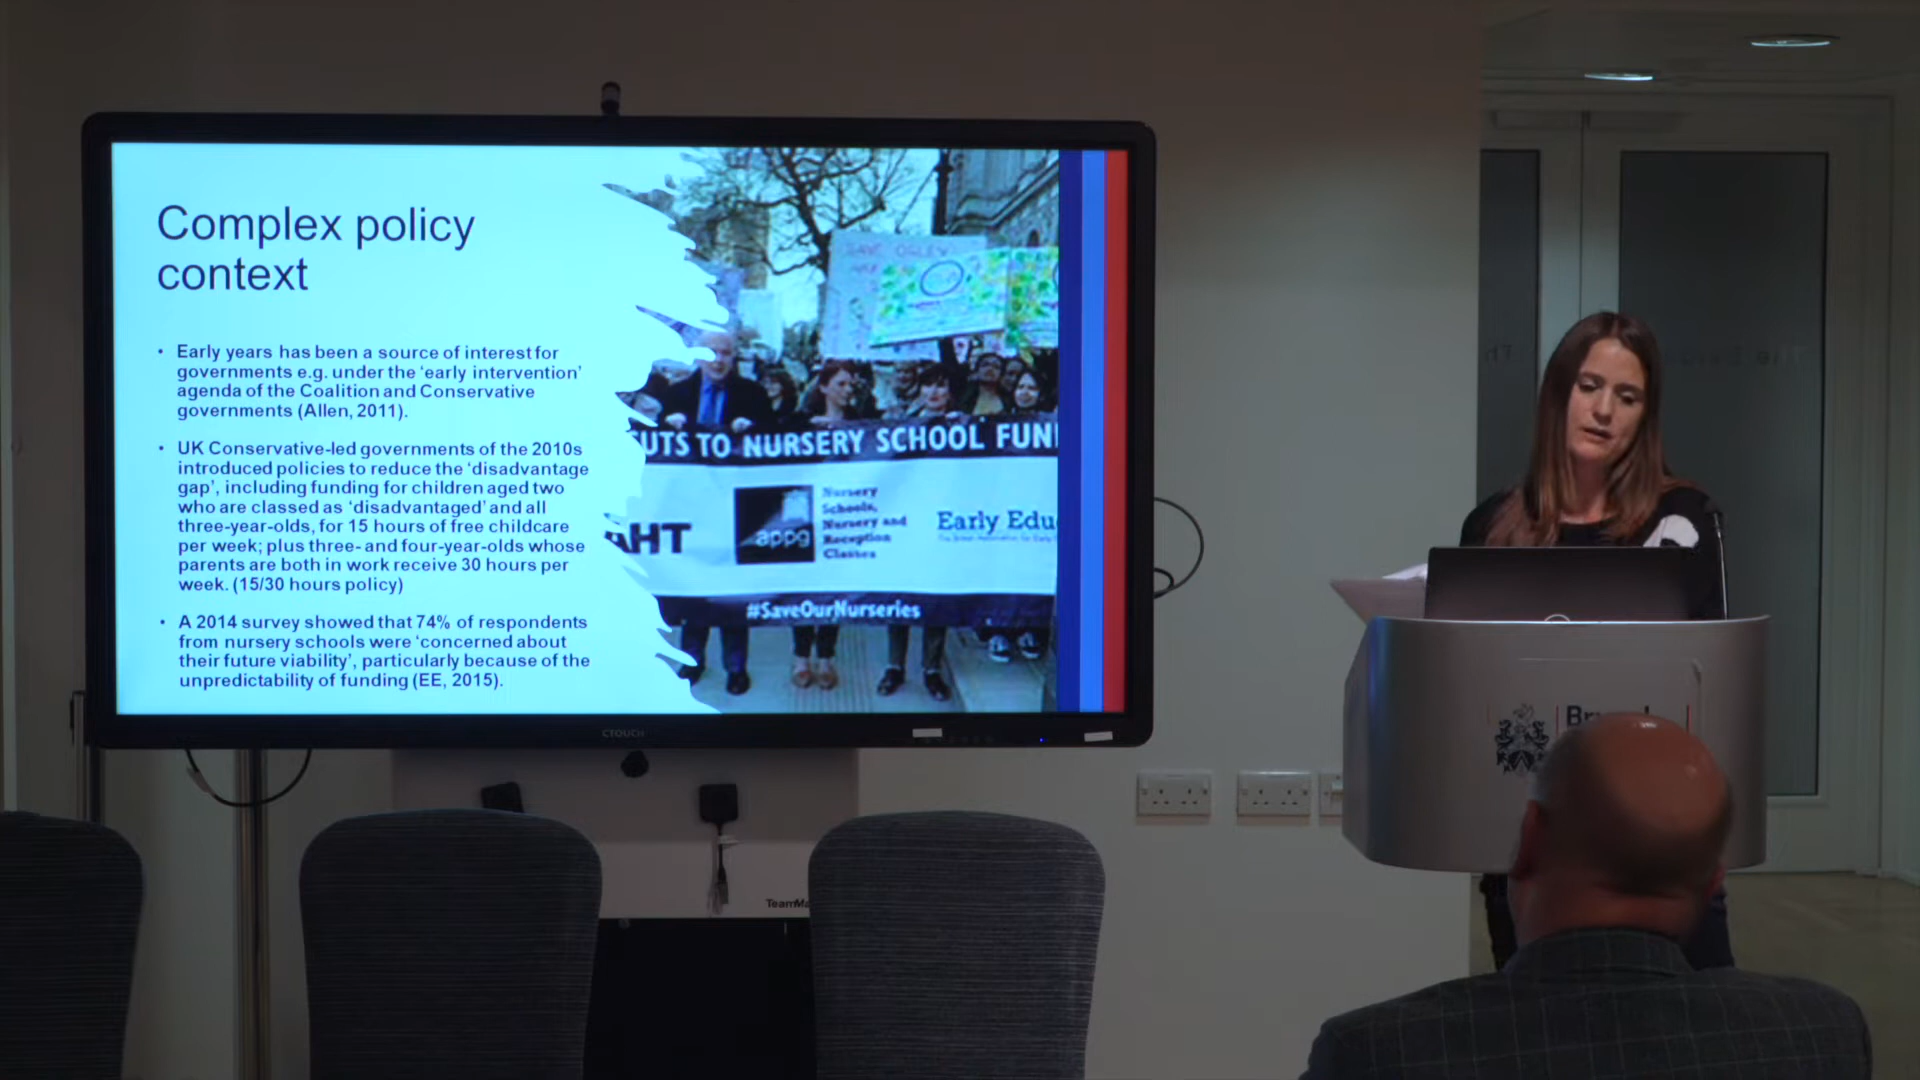 Complex policy
context
• Early years has been a source of interest for
governments e.g. under the ‘early intervention’
agenda of the Coalition and Conservative
governments (Allen, 2011).
• UK Conservative-led governments of the 2010s
introduced policies to reduce the ‘disadvantage
gap’, including funding for children aged two
who are classed as ‘disadvantaged’ and all
three-year-olds, for 15 hours of free childcare
per week; plus three- and four-year-olds whose
parents are both in work receive 30 hours per
week. (15/30 hours policy)
• A 2014 survey showed that 74% of respondents
from nursery schools were ‘concerned about
their future viability’, particularly because of the
unpredictability of funding (EE, 2015).
SAVE
UTS TO NURSERY SCHOOL FUN
AHT
appg
Nursery
Schools,
Nursery and
Reception
Classes
Early Edu
#SaveOurNurseries
CTOUCH
TeamMa
Br